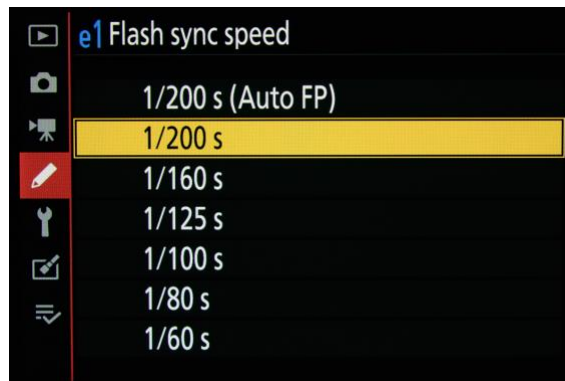 e1 Flash sync speed
1/200 s (Auto FP)
1/200 s
1/160 s
1/125 s
1/100 s
1/80 s
1/60 s